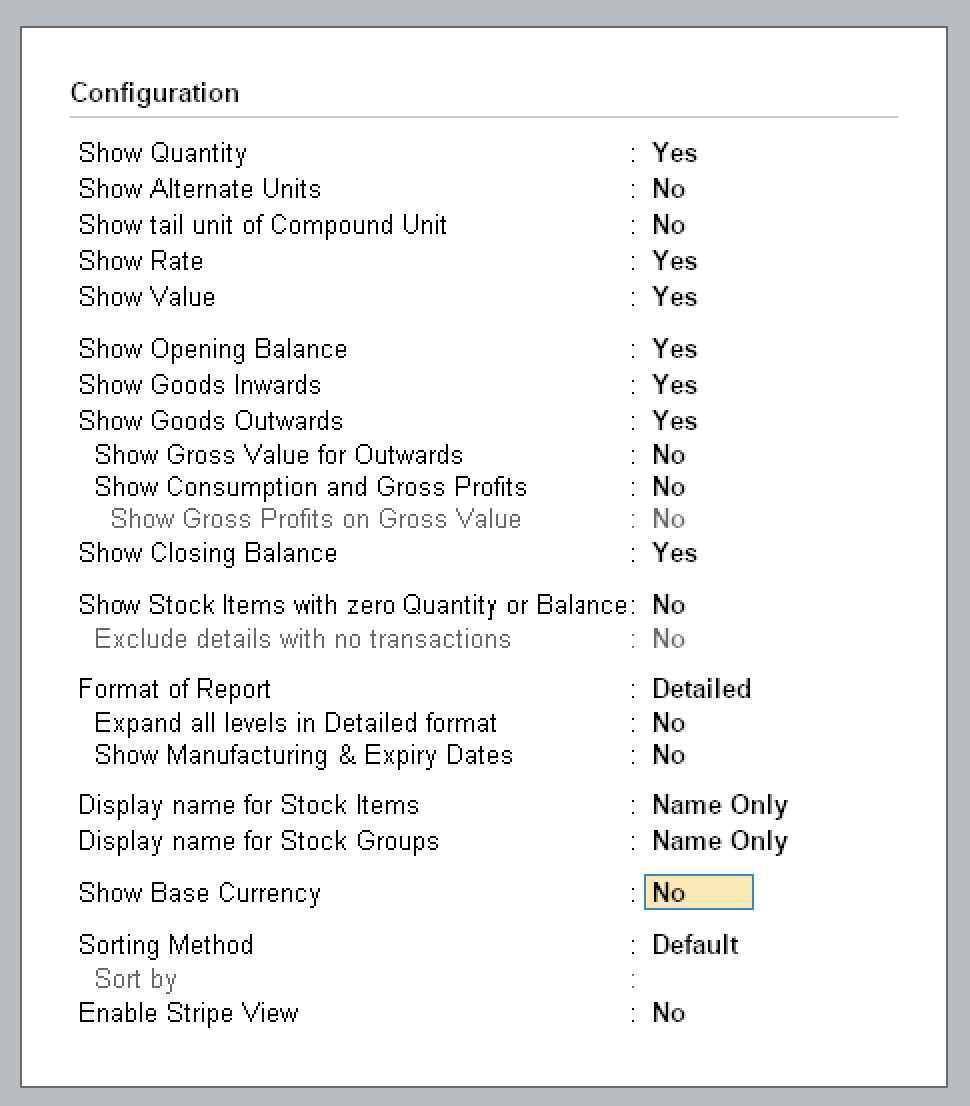 Configuration
Show Quantity : Yes
Show Alternate Units : No
Show tail unit of Compound Unit : No
Show Rate : Yes
Show Value : Yes
Show Opening Balance : Yes
Show Goods Inwards : Yes
Show Goods Outwards : Yes
Show Gross Value for Outwards : No
Show Consumption and Gross Profits : No
Show Gross Profits on Gross Value : No
Show Closing Balance : Yes
Show Stock Items with zero Quantity or Balance: No
Exclude details with no transactions : No
Format of Report : Detailed
Expand all levels in Detailed format : No
Show Manufacturing & Expiry Dates : No
Display name for Stock Items : Name Only
Display name for Stock Groups : Name Only
Show Base Currency : No
Sorting Method : Default
Sort by :
Enable Stripe View : No